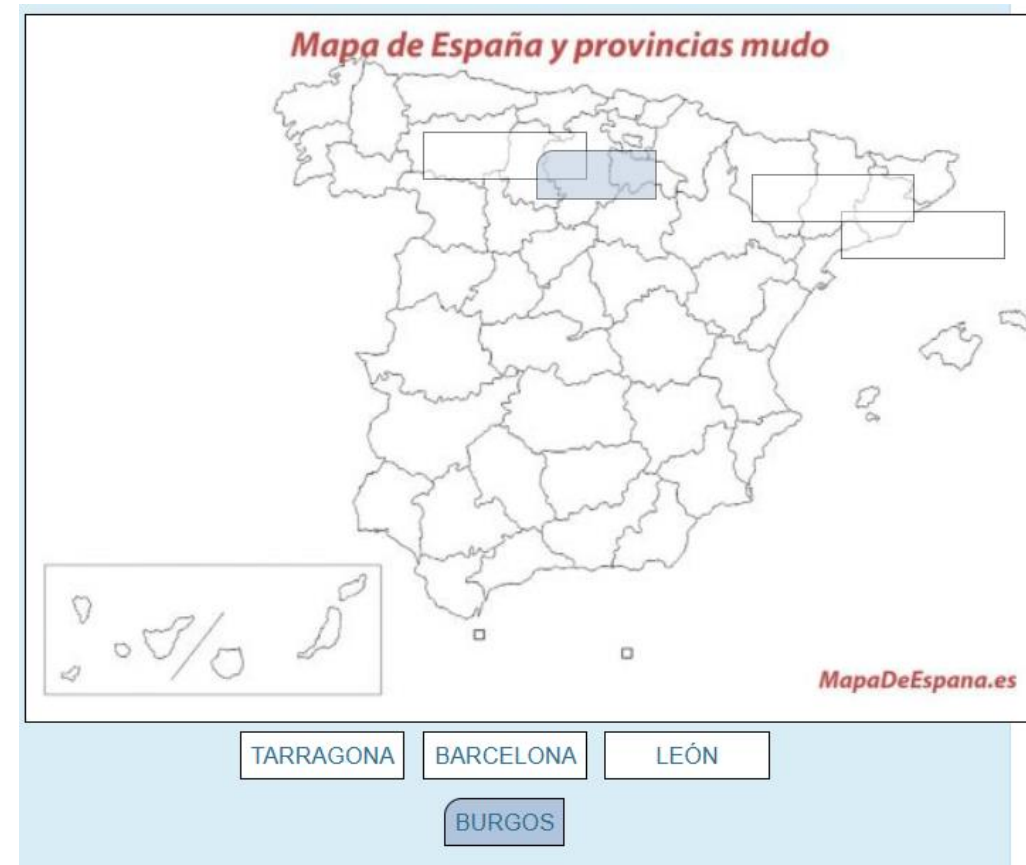 Mapa de España y provincias mudo
MapaDeEspana.es
TARRAGONA
BARCELONA
LEÓN
BURGOS